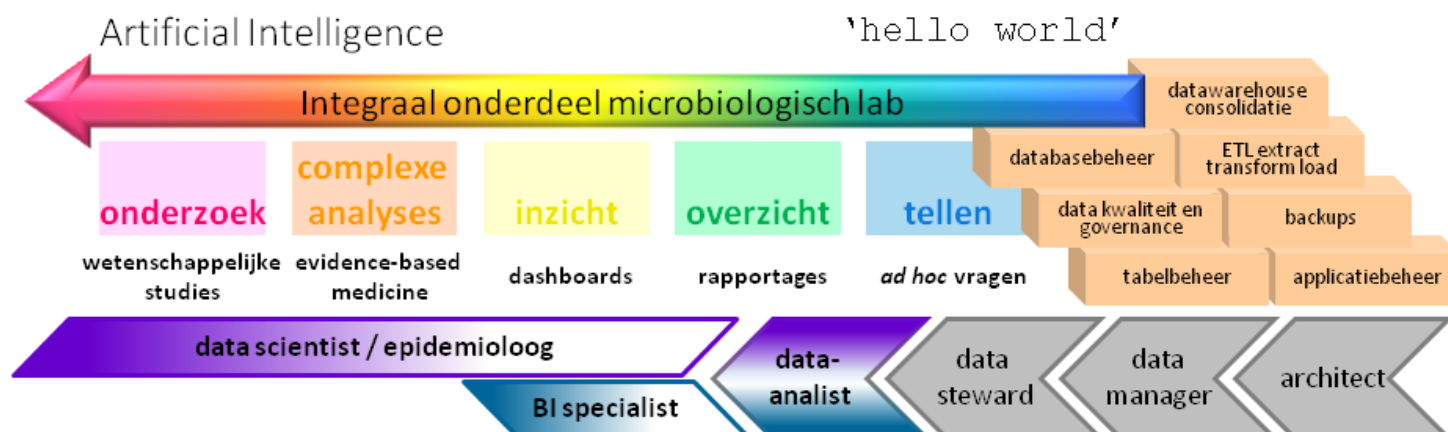 Artificial Intelligence
‘hello world’
Integraal onderdeel microbiologisch lab
datawarehouse
consolidatie
databasebeheer
ETL extract
transform load
data kwaliteit en
governance
backups
tabelbeheer
applicatiebeheer
onderzoek
complexe
analyses
inzicht
overzicht
tellen
wetenschappelijke
studies
evidence-based
medicine
dashboards
rapportages
ad hoc vragen
data scientist / epidemioloog
BI specialist
data-
analist
data
steward
data
manager
architect